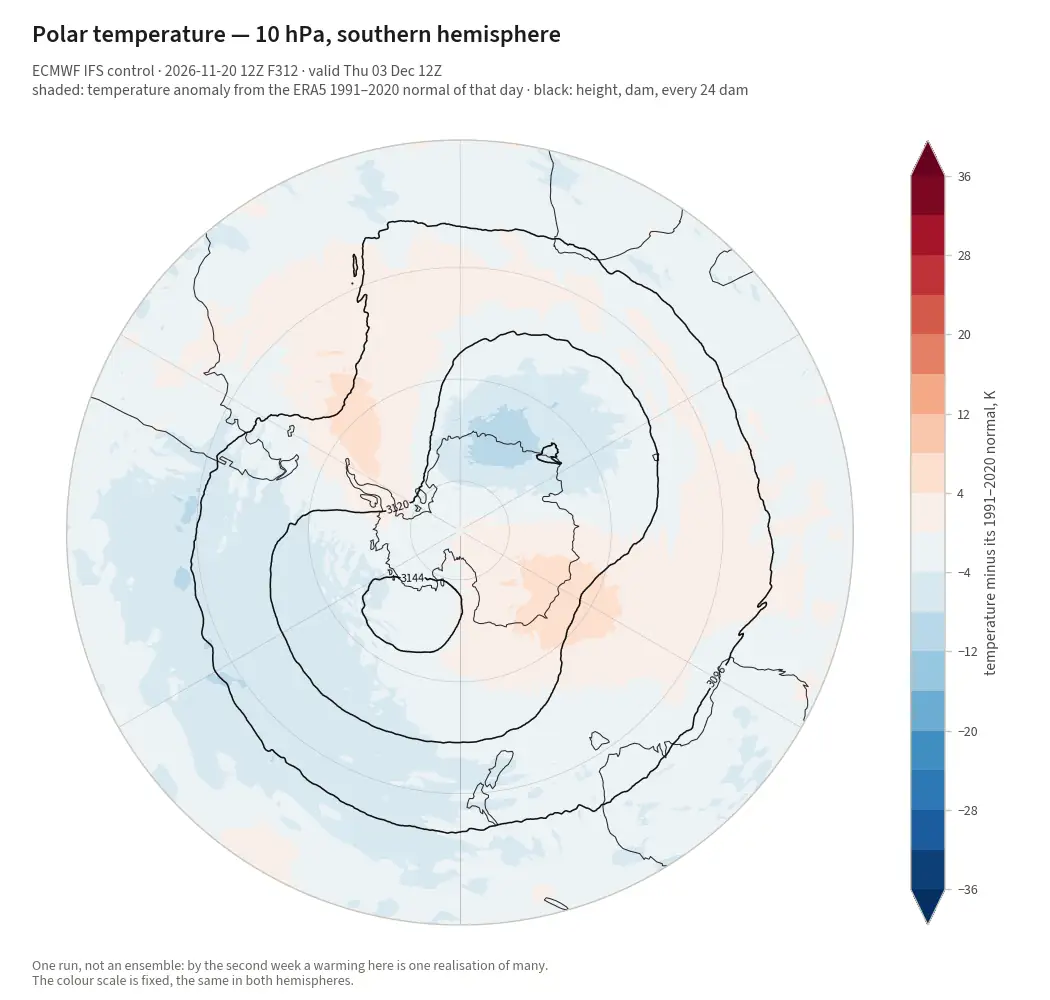 Polar temperature — 10 hPa, southern hemisphere
ECMWF IFS control · 2026-11-20 12Z F312 · valid Thu 03 Dec 12Z
shaded: temperature anomaly from the ERA5 1991–2020 normal of that day · black: height, dam, every 24 dam
36
28
20
12
4
−4
−12
−20
−28
−36
temperature minus its 1991–2020 normal, K
3120
3144
3096
One run, not an ensemble: by the second week a warming here is one realisation of many.
The colour scale is fixed, the same in both hemispheres.